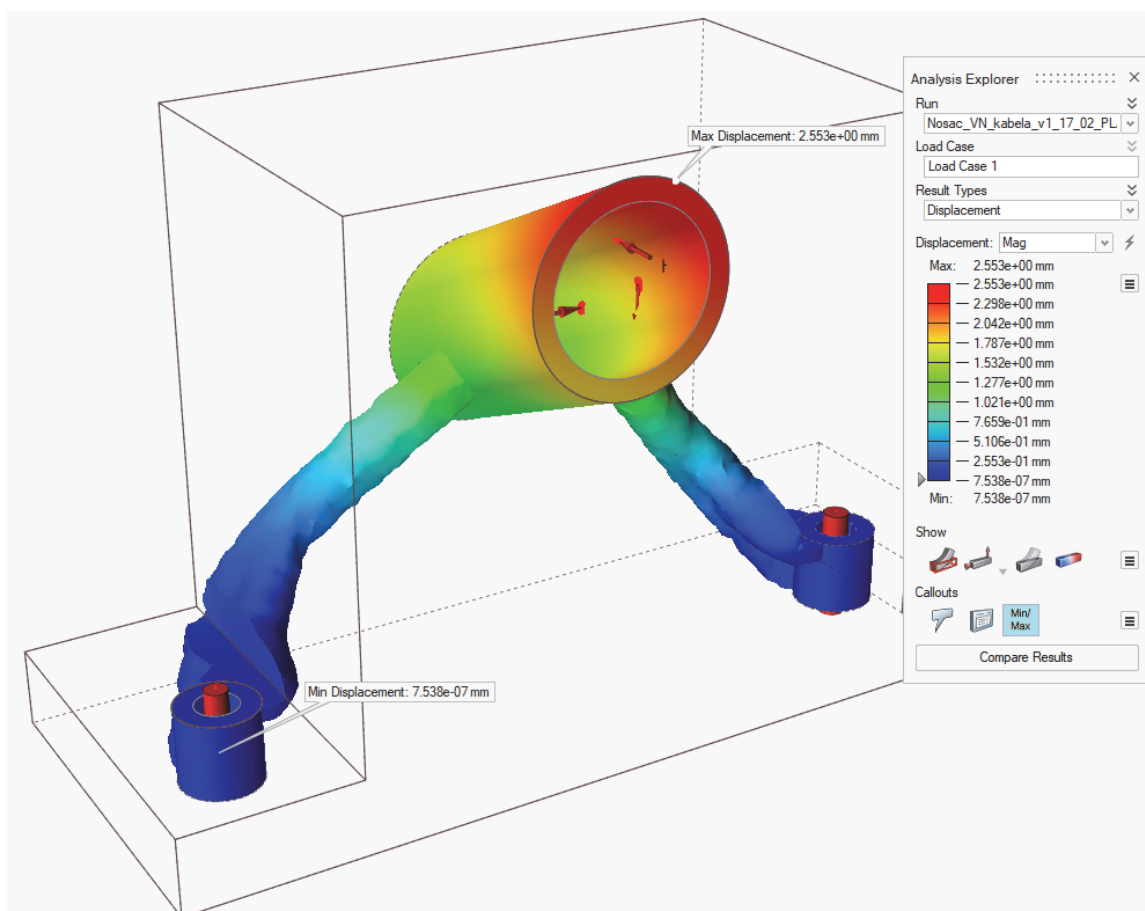 Analysis Explorer
Run
Nosac_VN_kabela_v1_17_02_PL
Load Case
Load Case 1
Result Types
Displacement
Displacement: Mag
Max: 2.553e+00 mm
2.553e+00 mm
2.298e+00 mm
2.042e+00 mm
1.787e+00 mm
1.532e+00 mm
1.277e+00 mm
1.021e+00 mm
7.659e-01 mm
5.106e-01 mm
2.553e-01 mm
7.538e-07 mm
Min: 7.538e-07 mm
Show
Callouts
Min/
Max
Compare Results
Max Displacement: 2.553e+00 mm
Min Displacement: 7.538e-07 mm